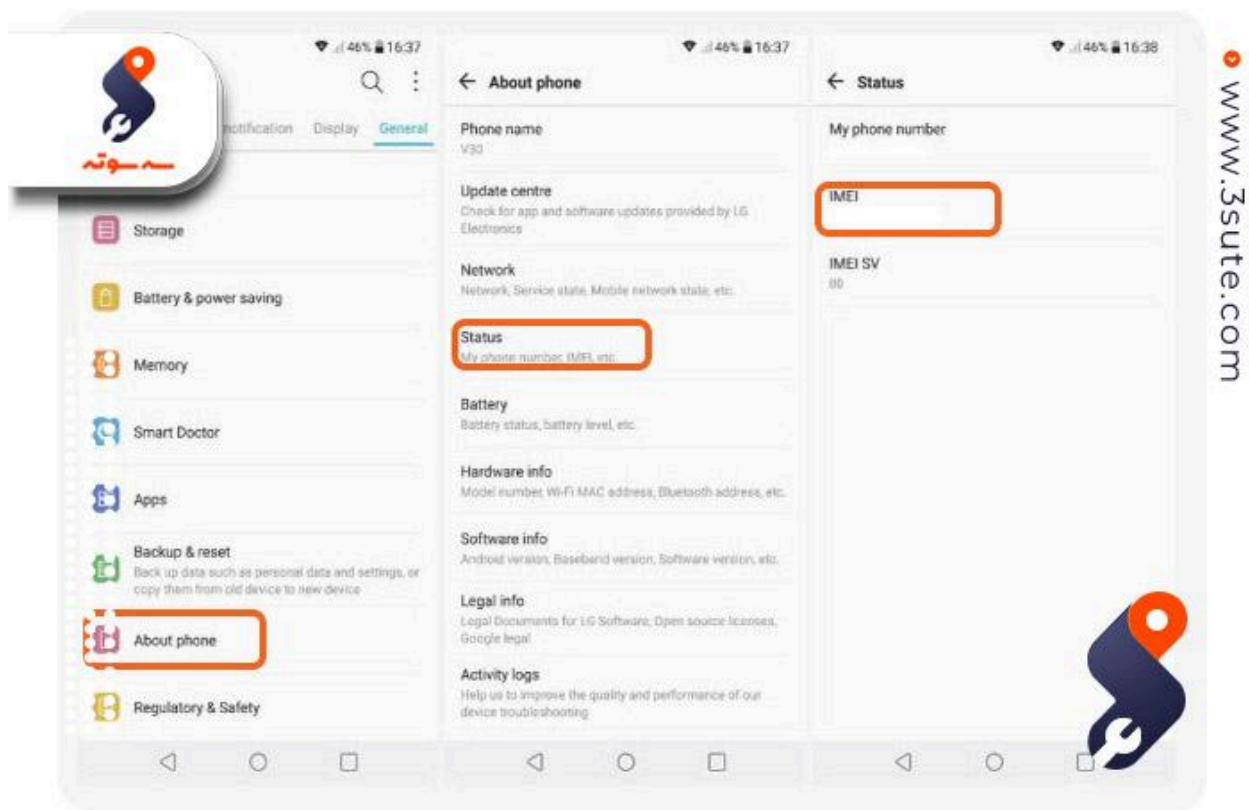 46% 16:37
notification Display General
Storage
Battery & power saving
Memory
Smart Doctor
Apps
Backup & reset
Back up data such as personal data and settings, or
copy them from old device to new device
About phone
Regulatory & Safety
46% 16:37
About phone
Phone name
V30
Update centre
Check for app and software updates provided by LG
Electronics
Network
Network, Service state, Mobile network state, etc.
Status
My phone number, IMEI, etc.
Battery
Battery status, battery level, etc.
Hardware info
Model number, Wi-Fi MAC address, Bluetooth address, etc.
Software info
Android version, Baseband version, Software version, etc.
Legal info
Legal Documents for LG Software, Open source licenses,
Google legal
Activity logs
Help us to improve the quality and performance of our
device troubleshooting
46% 16:38
Status
My phone number
IMEI
IMEI SV
00
سه سوته
www.3sute.com